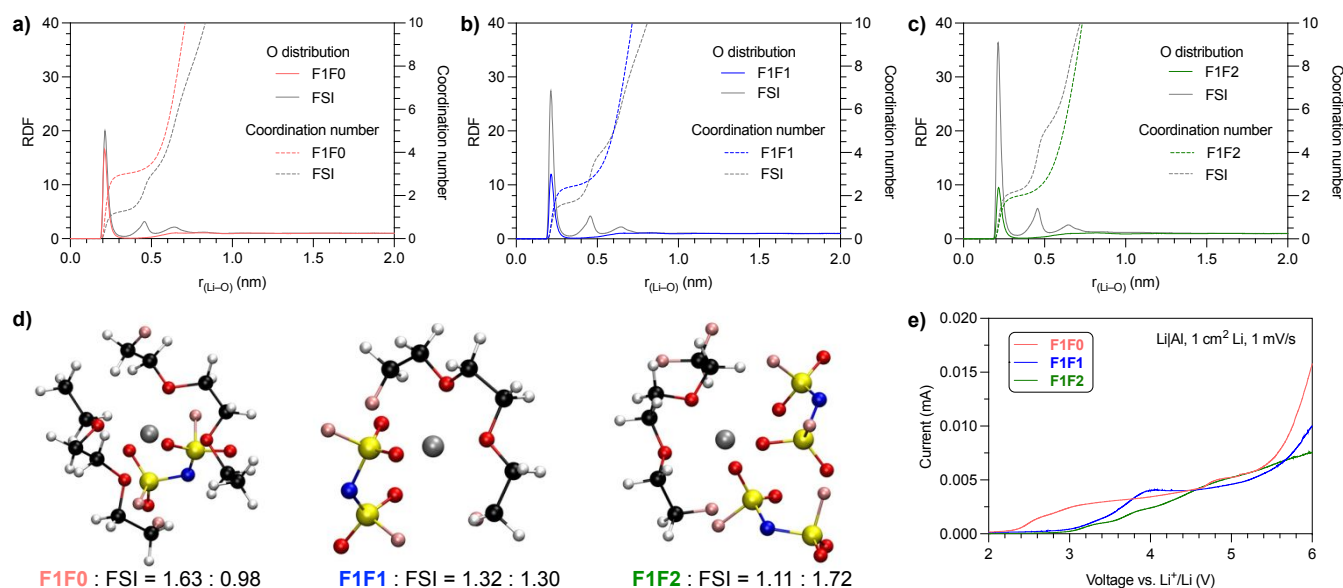 a)
40
30
20
10
0
RDF
10
8
6
4
2
0
Coordination number
O distribution
F1F0
FSI
Coordination number
F1F0
FSI
0.0 0.5 1.0 1.5 2.0
r(Li–O) (nm)
b)
40
30
20
10
0
RDF
10
8
6
4
2
0
Coordination number
O distribution
F1F1
FSI
Coordination number
F1F1
FSI
0.0 0.5 1.0 1.5 2.0
r(Li–O) (nm)
c)
40
30
20
10
0
RDF
10
8
6
4
2
0
Coordination number
O distribution
F1F2
FSI
Coordination number
F1F2
FSI
0.0 0.5 1.0 1.5 2.0
r(Li–O) (nm)
d)
F1F0 : FSI = 1.63 : 0.98
F1F1 : FSI = 1.32 : 1.30
F1F2 : FSI = 1.11 : 1.72
e)
0.020
0.015
0.010
0.005
0.000
Current (mA)
F1F0
F1F1
F1F2
Li|Al, 1 cm² Li, 1 mV/s
2 3 4 5 6
Voltage vs. Li⁺/Li (V)